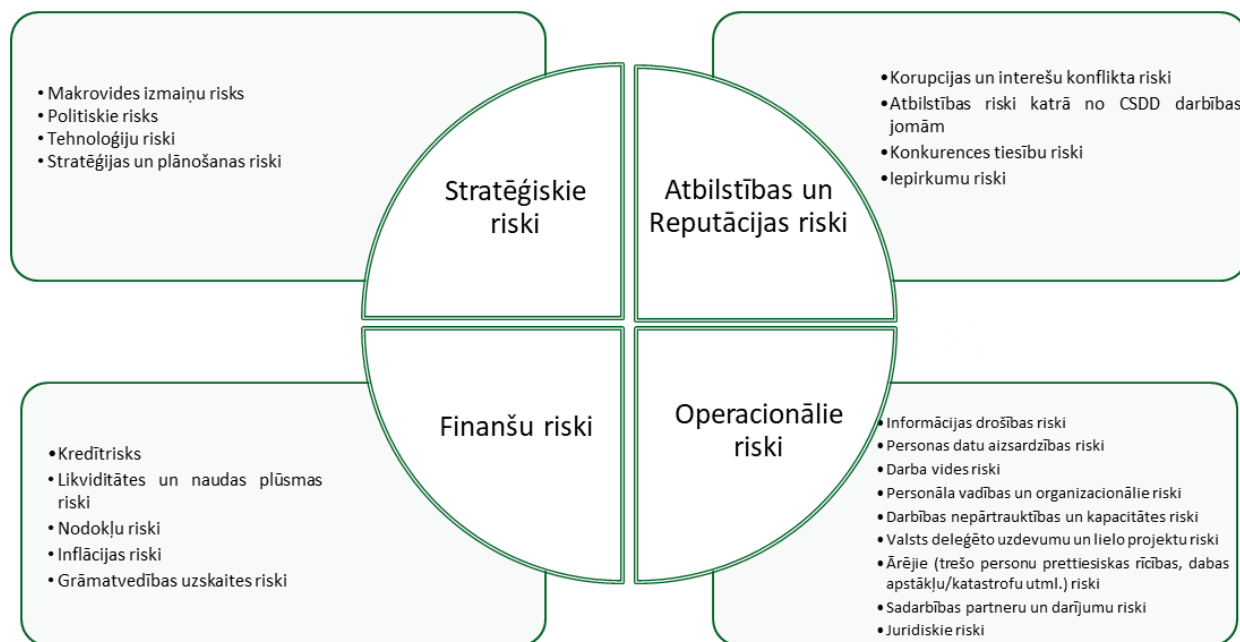 • Makrovides izmaiņu risks
• Politiskie risks
• Tehnoloģiju riski
• Stratēģijas un plānošanas riski
Stratēģiskie
riski
Atbilstības un
Reputācijas riski
•Korupcijas un interešu konflikta riski
•Atbilstības riski katrā no CSDD darbības
jomām
•Konkurences tiesību riski
•Iepirkumu riski
•Kredītrisks
•Likviditātes un naudas plūsmas
riski
• Nodokļu riski
• Inflācijas riski
• Grāmatvedības uzskaites riski
Finanšu riski
Operacionālie
riski
•Informācijas drošības riski
•Personas datu aizsardzības riski
•Darba vides riski
•Personāla vadības un organizacionālie riski
•Darbības nepārtrauktības un kapacitātes riski
•Valsts deleģēto uzdevumu un lielo projektu riski
•Ārējie (trešo personu prettiesiskas rīcības, dabas
apstākļu/katastrofu utml.) riski
•Sadarbības partneru un darījumu riski
•Juridiskie riski